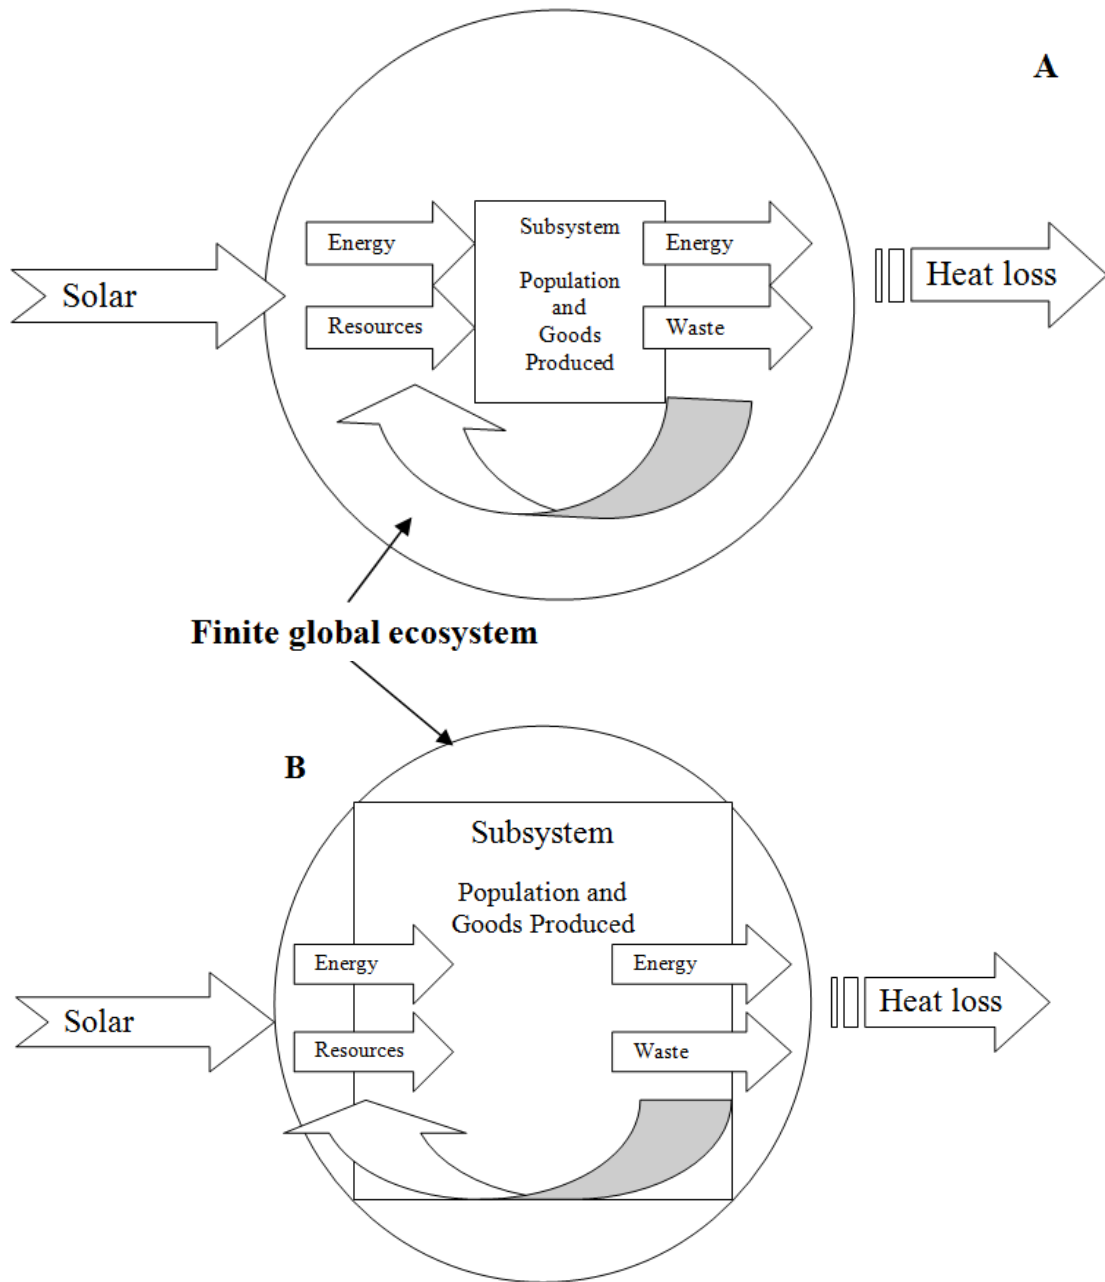 A
Solar
Energy
Resources
Subsystem
Population
and
Goods
Produced
Energy
Waste
Heat loss
Finite global ecosystem
B
Subsystem
Population and
Goods Produced
Solar
Energy
Resources
Energy
Waste
Heat loss